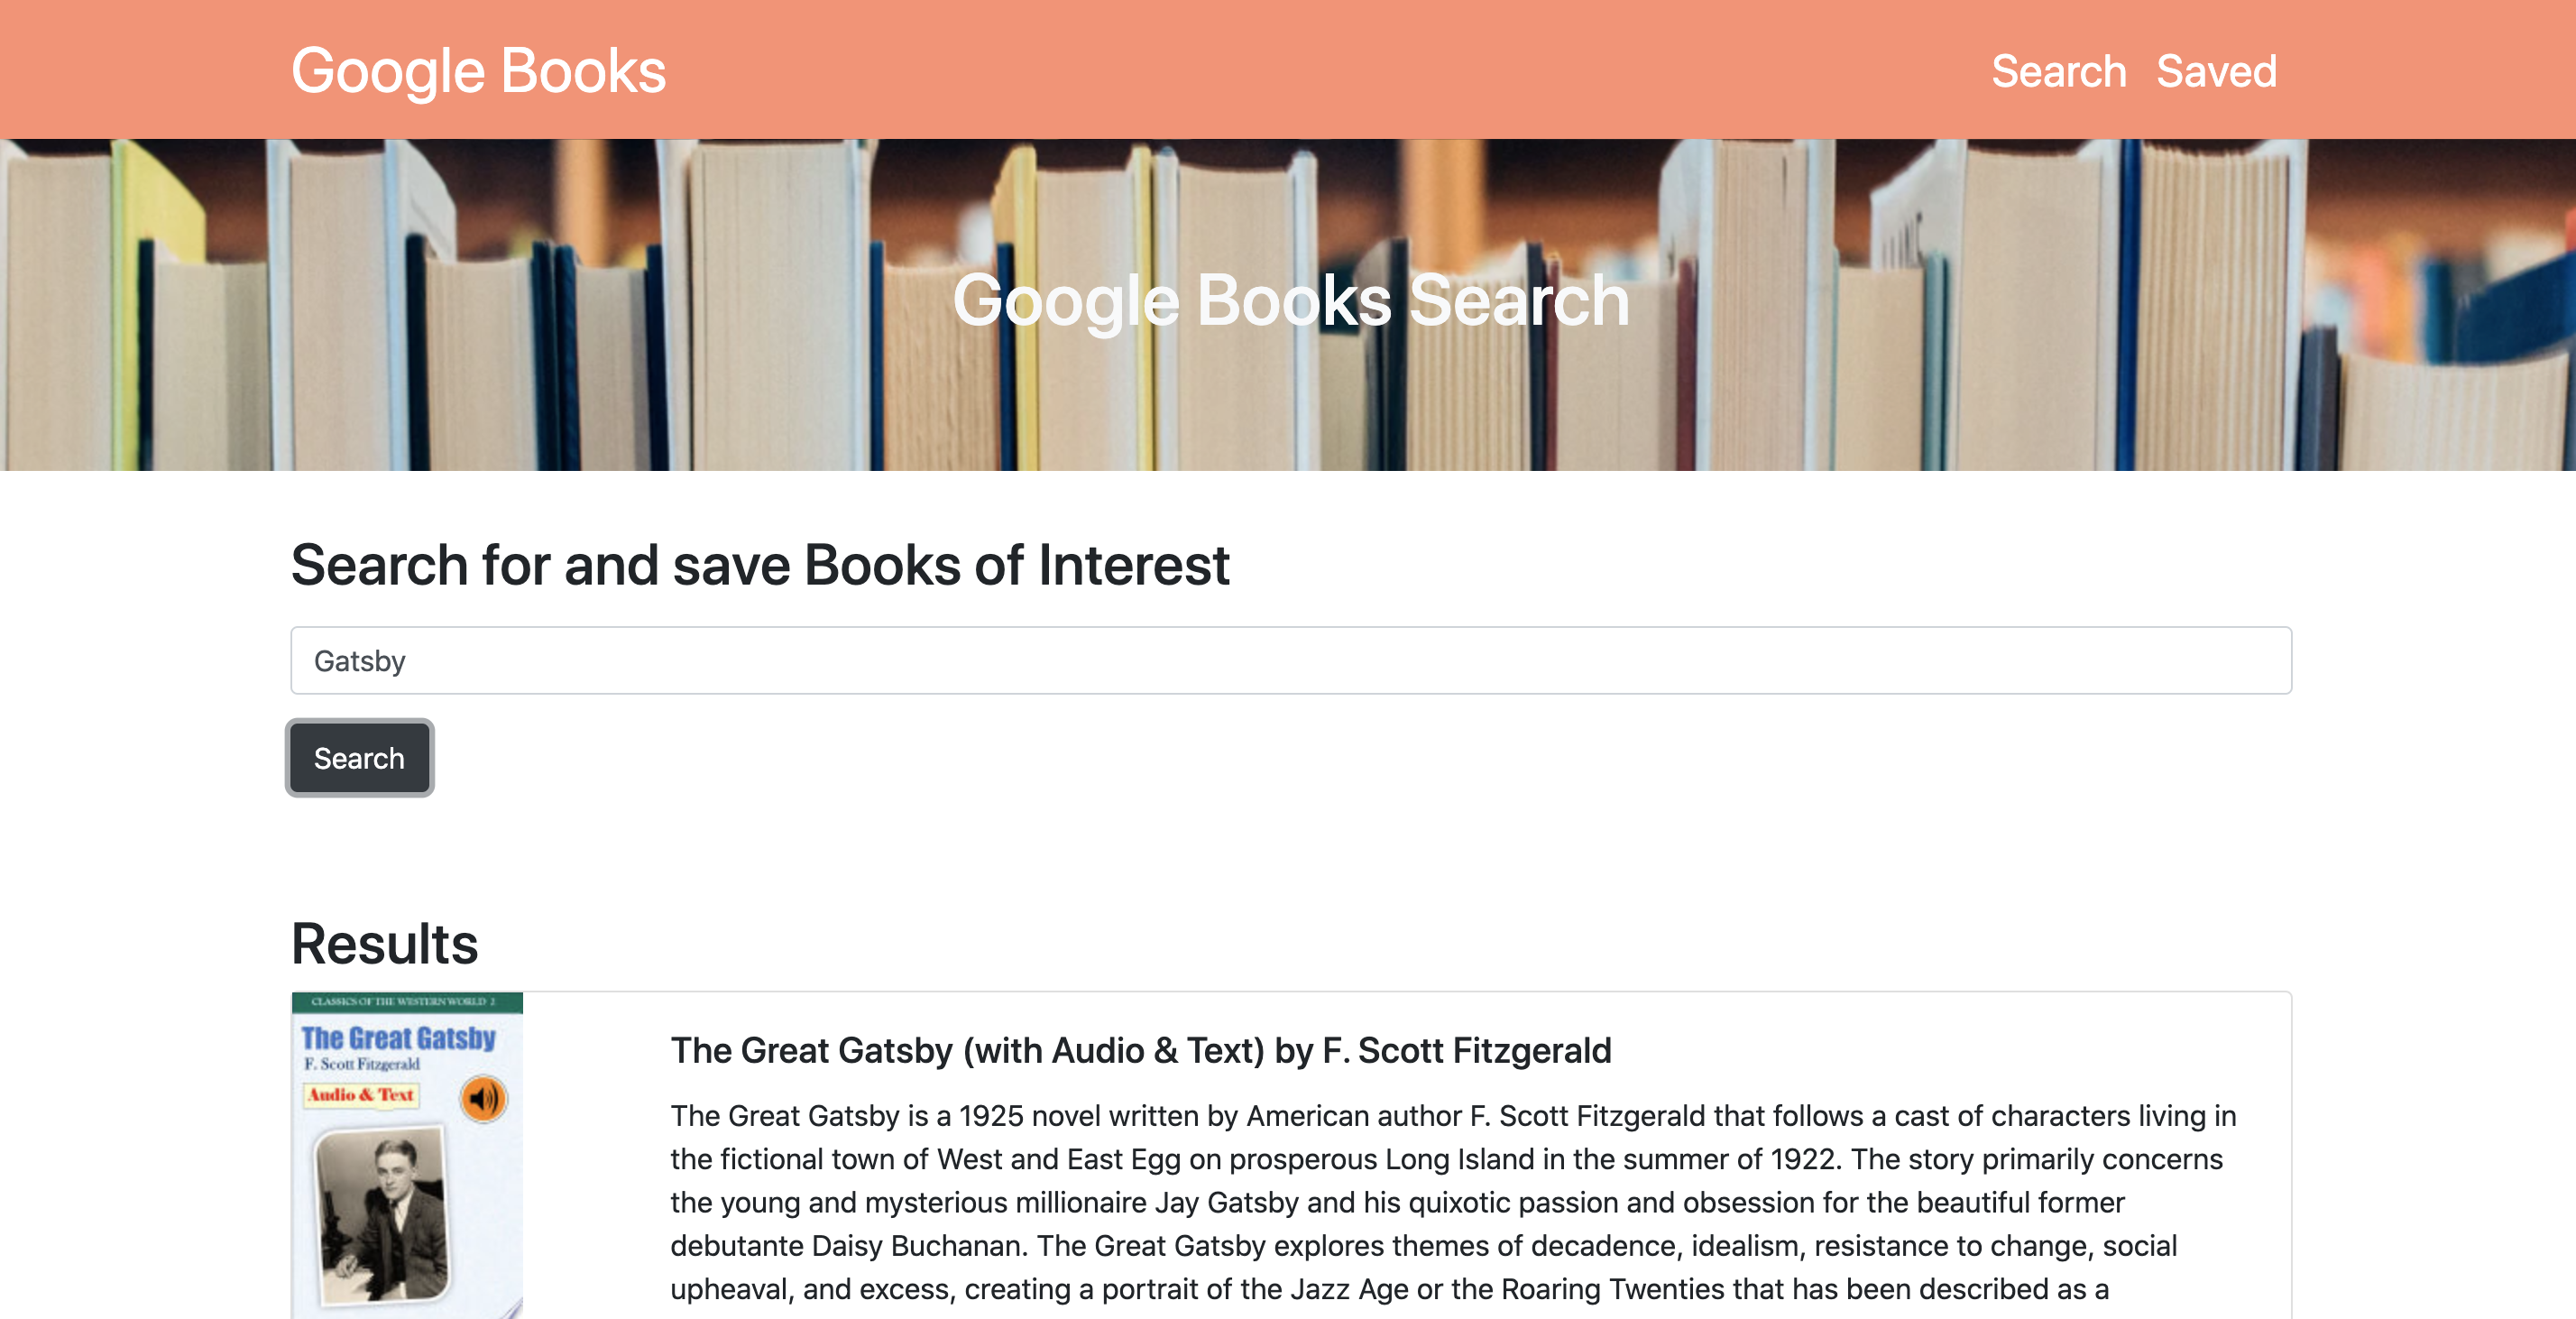 Google Books
Search Saved
Google Books Search
Search for and save Books of Interest
Gatsby
Search
Results
CLASSICS OF THE WESTERN WORLD 2
The Great Gatsby
F. Scott Fitzgerald
Audio & Text
The Great Gatsby (with Audio & Text) by F. Scott Fitzgerald
The Great Gatsby is a 1925 novel written by American author F. Scott Fitzgerald that follows a cast of characters living in
the fictional town of West and East Egg on prosperous Long Island in the summer of 1922. The story primarily concerns
the young and mysterious millionaire Jay Gatsby and his quixotic passion and obsession for the beautiful former
debutante Daisy Buchanan. The Great Gatsby explores themes of decadence, idealism, resistance to change, social
upheaval, and excess, creating a portrait of the Jazz Age or the Roaring Twenties that has been described as a